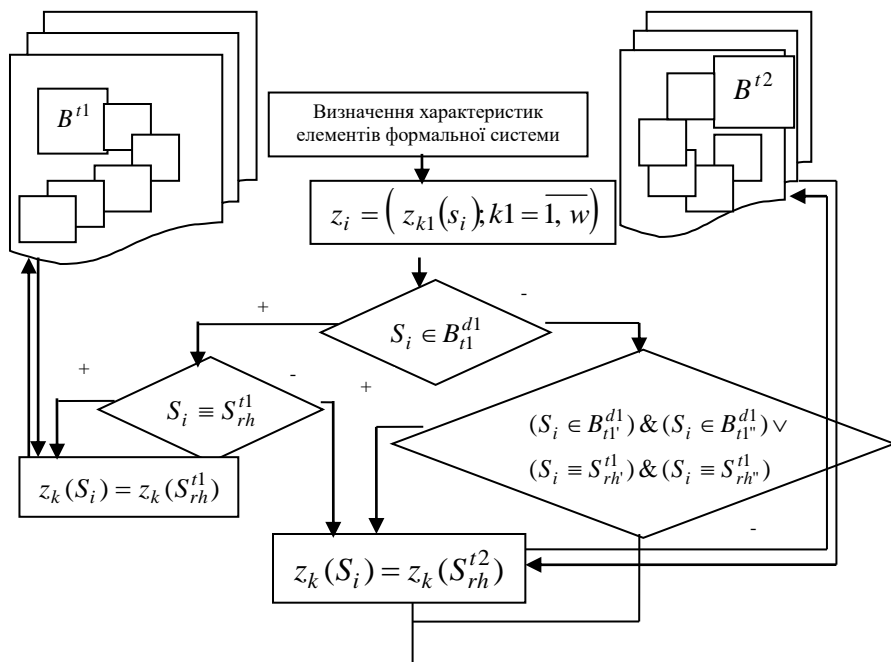 B^{t1}
B^{t2}
Визначення характеристик
елементів формальної системи
z_i = ( z_{k1}(s_i); k1 = \overline{1, w} )
+
-
S_i ∈ B_{t1}^{d1}
+
-
+
S_i ≡ S_{rh}^{t1}
(S_i ∈ B_{t1'}^{d1}) & (S_i ∈ B_{t1"}^{d1}) ∨
(S_i ≡ S_{rh'}^{t1}) & (S_i ≡ S_{rh"}^{t1})
z_k(S_i) = z_k(S_{rh}^{t1})
-
z_k(S_i) = z_k(S_{rh}^{t2})